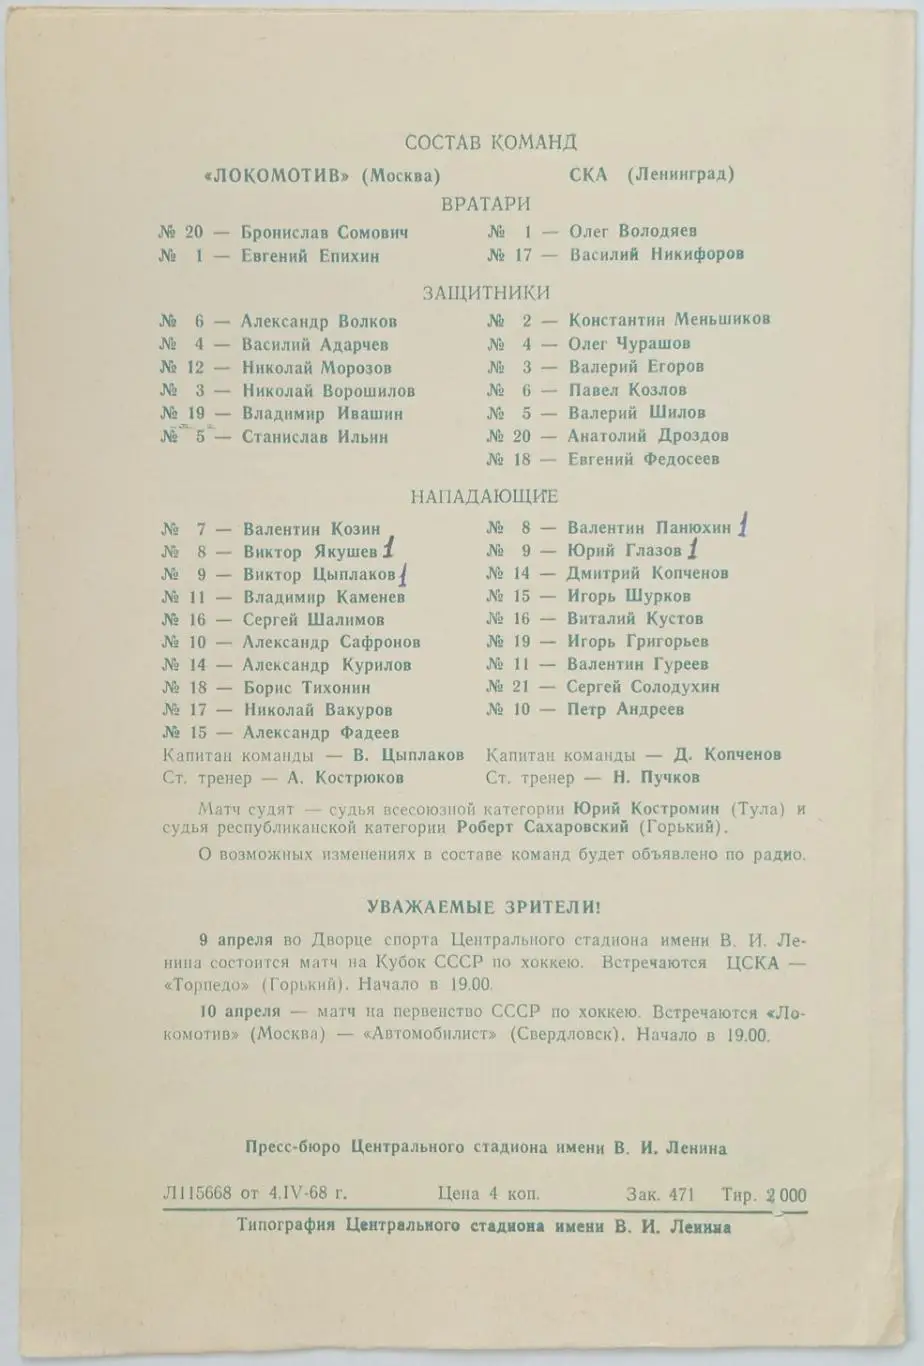 СОСТАВ КОМАНД
«ЛОКОМОТИВ» (Москва) СКА (Ленинград)
ВРАТАРИ
№ 20 — Бронислав Сомович № 1 — Олег Володяев
№ 1 — Евгений Епихин № 17 — Василий Никифоров
ЗАЩИТНИКИ
№ 6 — Александр Волков № 2 — Константин Меньшиков
№ 4 — Василий Адарчев № 4 — Олег Чурашов
№ 12 — Николай Морозов № 3 — Валерий Егоров
№ 3 — Николай Ворошилов № 6 — Павел Козлов
№ 19 — Владимир Ивашин № 5 — Валерий Шилов
№ 5 — Станислав Ильин № 20 — Анатолий Дроздов
№ 18 — Евгений Федосеев
НАПАДАЮЩИЕ
№ 7 — Валентин Козин № 8 — Валентин Панюхин 1
№ 8 — Виктор Якушев 1 № 9 — Юрий Глазов 1
№ 9 — Виктор Цыплаков 1 № 14 — Дмитрий Копченов
№ 11 — Владимир Каменев № 15 — Игорь Шурков
№ 16 — Сергей Шалимов № 16 — Виталий Кустов
№ 10 — Александр Сафронов № 19 — Игорь Григорьев
№ 14 — Александр Курилов № 11 — Валентин Гуреев
№ 18 — Борис Тихонин № 21 — Сергей Солодухин
№ 17 — Николай Вакуров № 10 — Петр Андреев
№ 15 — Александр Фадеев
Капитан команды — В. Цыплаков Капитан команды — Д. Копченов
Ст. тренер — А. Кострюков Ст. тренер — Н. Пучков
Матч судят — судья всесоюзной категории Юрий Костромин (Тула) и
судья республиканской категории Роберт Сахаровский (Горький).
О возможных изменениях в составе команд будет объявлено по радио.
УВАЖАЕМЫЕ ЗРИТЕЛИ!
9 апреля во Дворце спорта Центрального стадиона имени В. И. Ле-
нина состоится матч на Кубок СССР по хоккею. Встречаются ЦСКА —
«Торпедо» (Горький). Начало в 19.00.
10 апреля — матч на первенство СССР по хоккею. Встречаются «Ло-
комотив» (Москва) — «Автомобилист» (Свердловск). Начало в 19.00.
Пресс-бюро Центрального стадиона имени В. И. Ленина
Л115668 от 4.IV-68 г. Цена 4 коп. Зак. 471 Тир. 2000
Типография Центрального стадиона имени В. И. Ленина